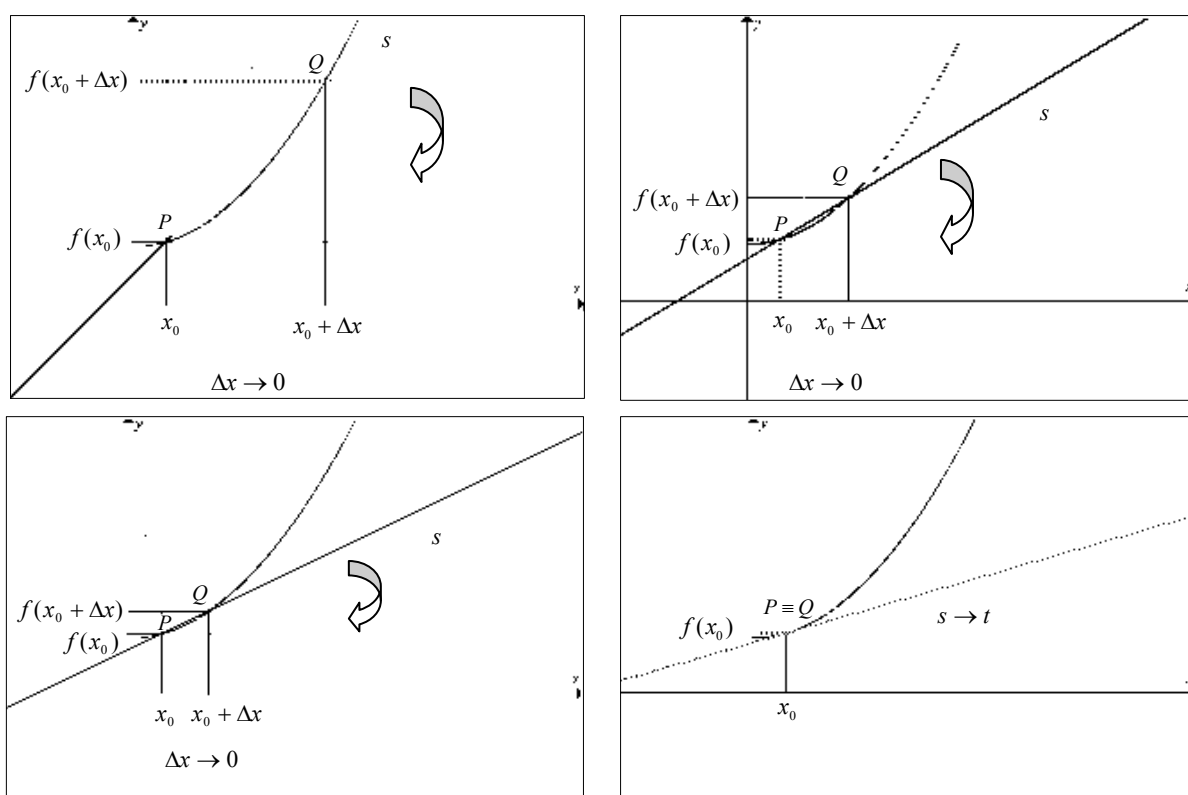 y
s
Q
f(x₀ + Δx)
P
f(x₀)
y
x₀
x₀ + Δx
Δx → 0
y
s
Q
f(x₀ + Δx)
P
f(x₀)
x₀
x₀ + Δx
Δx → 0
y
s
Q
f(x₀ + Δx)
P
f(x₀)
y
x₀
x₀ + Δx
Δx → 0
y
P ≡ Q
s → t
f(x₀)
x₀